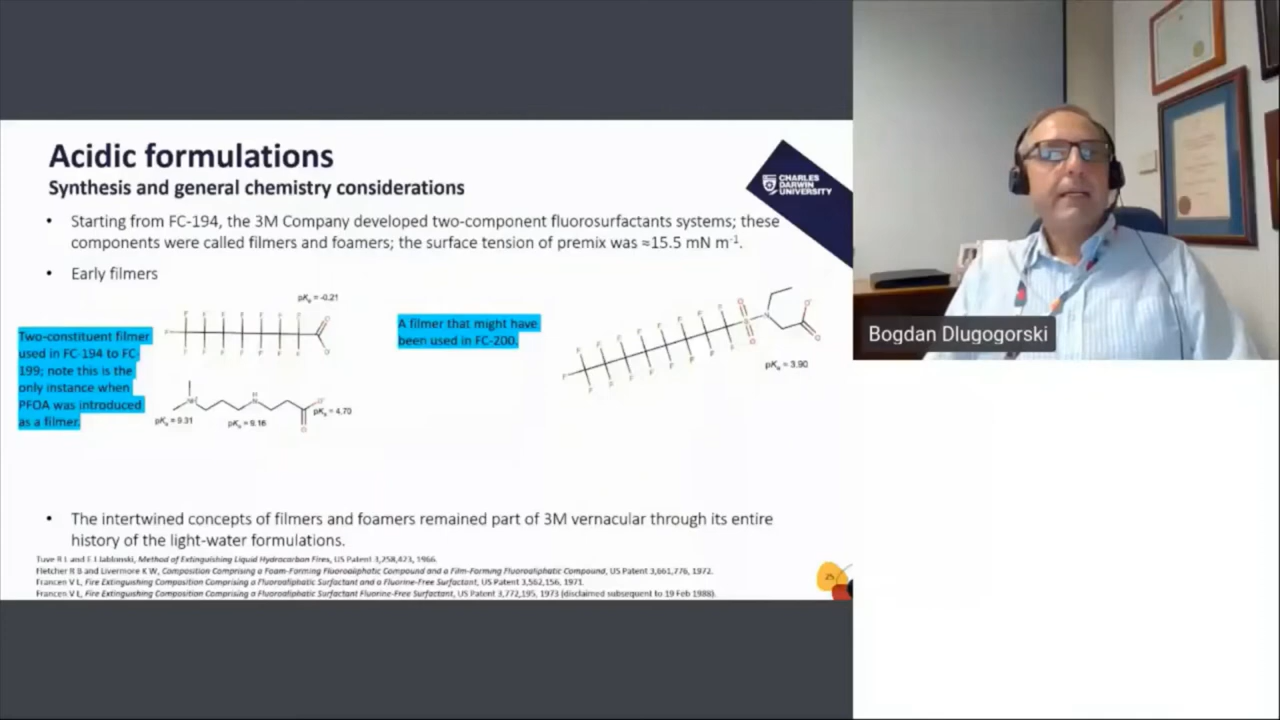 Acidic formulations
Synthesis and general chemistry considerations
CHARLES
DARWIN
UNIVERSITY
• Starting from FC-194, the 3M Company developed two-component fluorosurfactants systems; these
components were called filmers and foamers; the surface tension of premix was ≈15.5 mN m⁻¹.
• Early filmers
pKa = -0.21
Two-constituent filmer
used in FC-194 to FC-
199; note this is the
only instance when
PFOA was introduced
as a filmer.
pKa = 9.31
pKa = 9.16
pKa = 4.70
A filmer that might have
been used in FC-200.
pKa = 3.90
• The intertwined concepts of filmers and foamers remained part of 3M vernacular through its entire
history of the light-water formulations.
Tuve R L and E J Jablonski, Method of Extinguishing Liquid Hydrocarbon Fires, US Patent 3,258,423, 1966.
Fletcher R B and Livermore K W, Composition Comprising a Foam-Forming Fluoroaliphatic Compound and a Film-Forming Fluoroaliphatic Compound, US Patent 3,661,776, 1972.
Francen V L, Fire Extinguishing Composition Comprising a Fluoroaliphatic Surfactant and a Fluorine-Free Surfactant, US Patent 3,562,156, 1971.
Francen V L, Fire Extinguishing Composition Comprising a Fluoroaliphatic Surfactant Fluorine-Free Surfactant, US Patent 3,772,195, 1973 (disclaimed subsequent to 19 Feb 1988).
25
Bogdan Dlugogorski